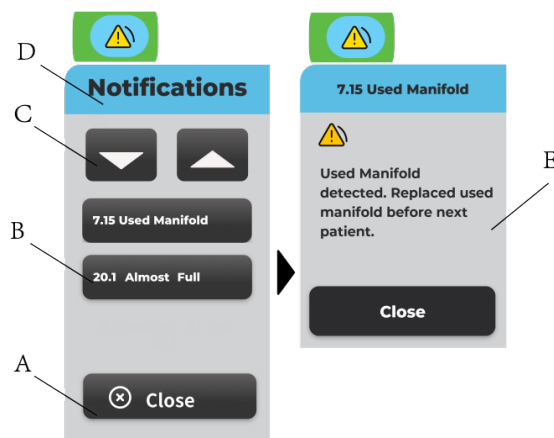 D
Notifications
C
7.15 Used Manifold
B
20.1 Almost Full
A
Close
7.15 Used Manifold
E
Used Manifold
detected. Replaced used
manifold before next
patient.
Close